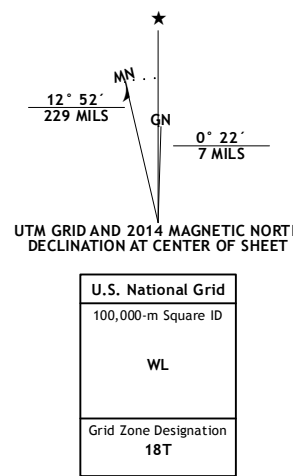 ★
MN
GN
12° 52´
229 MILS
0° 22´
7 MILS
UTM GRID AND 2014 MAGNETIC NORTH
DECLINATION AT CENTER OF SHEET
U.S. National Grid
100,000-m Square ID
WL
Grid Zone Designation
18T